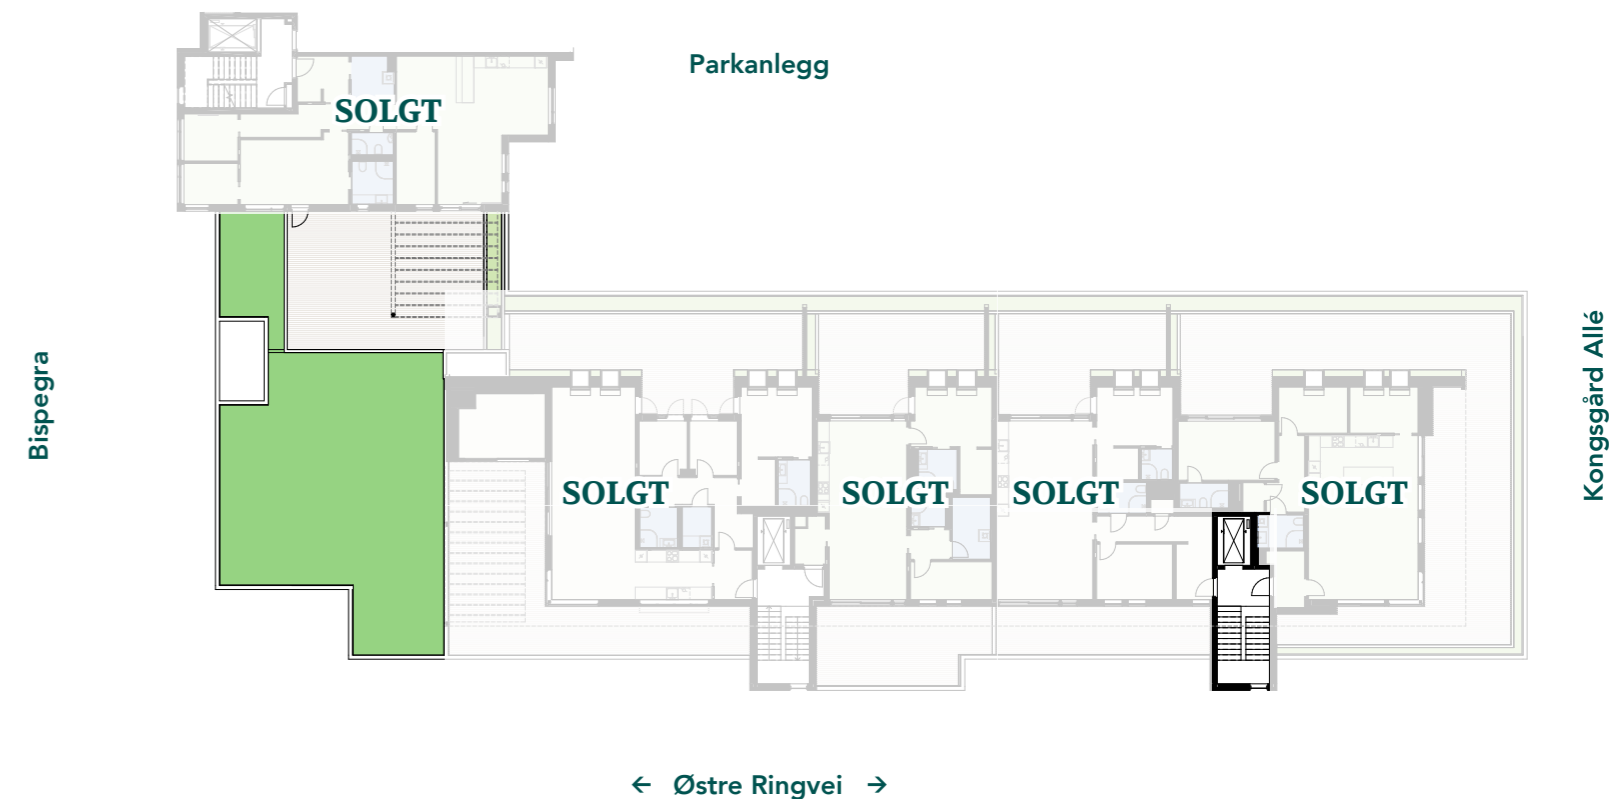 Parkanlegg
SOLGT
Bispegra
Kongsgård Allé
SOLGT
SOLGT
SOLGT
SOLGT
← Østre Ringvei →